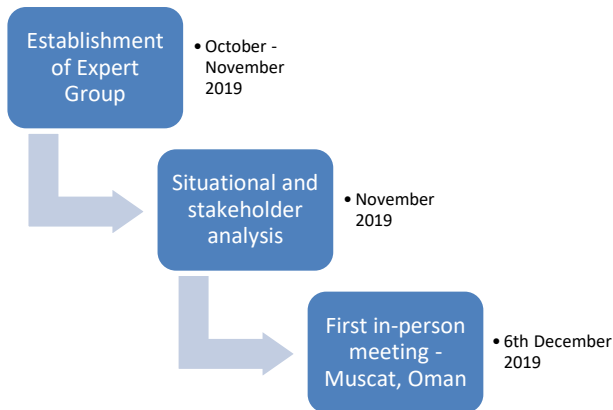 Establishment
of Expert
Group
• October -
November
2019
Situational and
stakeholder
analysis
• November
2019
First in-person
meeting -
Muscat, Oman
• 6th December
2019